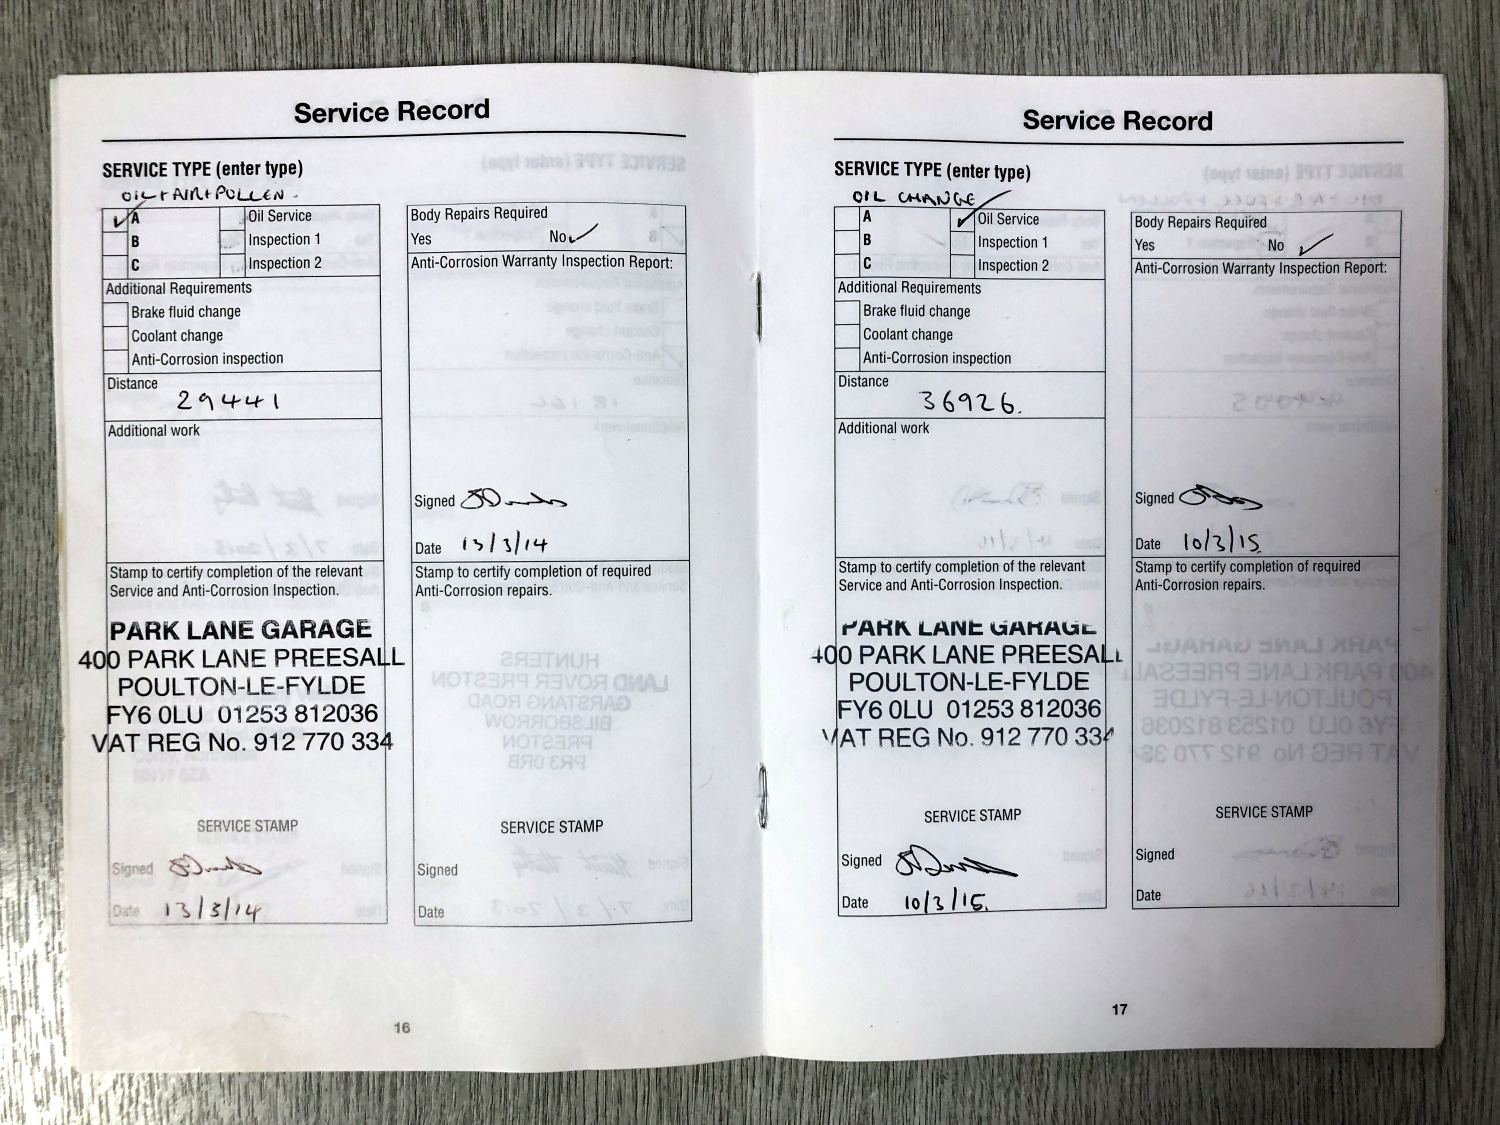 Service Record
SERVICE TYPE (enter type)
OIL + AIR + POLLEN
A Oil Service
B Inspection 1
C Inspection 2
Additional Requirements
Brake fluid change
Coolant change
Anti-Corrosion inspection
Distance
29441
Additional work
Stamp to certify completion of the relevant
Service and Anti-Corrosion Inspection.
PARK LANE GARAGE
400 PARK LANE PREESALL
POULTON-LE-FYLDE
FY6 0LU 01253 812036
VAT REG No. 912 770 334
SERVICE STAMP
Signed
Date 13/3/14
Body Repairs Required
Yes No
Anti-Corrosion Warranty Inspection Report:
Signed
Date 13/3/14
Stamp to certify completion of required
Anti-Corrosion repairs.
SERVICE STAMP
Signed
Date
16
Service Record
SERVICE TYPE (enter type)
OIL CHANGE
A Oil Service
B Inspection 1
C Inspection 2
Additional Requirements
Brake fluid change
Coolant change
Anti-Corrosion inspection
Distance
36926.
Additional work
Stamp to certify completion of the relevant
Service and Anti-Corrosion Inspection.
PARK LANE GARAGE
400 PARK LANE PREESALL
POULTON-LE-FYLDE
FY6 0LU 01253 812036
VAT REG No. 912 770 334
SERVICE STAMP
Signed
Date 10/3/15.
Body Repairs Required
Yes No
Anti-Corrosion Warranty Inspection Report:
Signed
Date 10/3/15.
Stamp to certify completion of required
Anti-Corrosion repairs.
SERVICE STAMP
Signed
Date
17